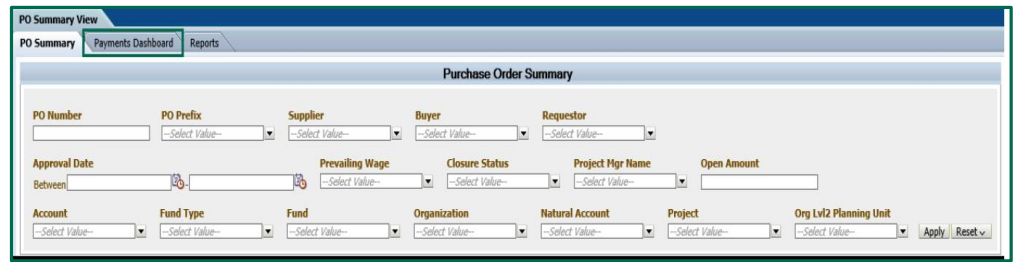 PO Summary View
PO Summary Payments Dashboard Reports
Purchase Order Summary
PO Number PO Prefix Supplier Buyer Requestor
--Select Value-- --Select Value-- --Select Value-- --Select Value--
Approval Date Prevailing Wage Closure Status Project Mgr Name Open Amount
Between - --Select Value-- --Select Value-- --Select Value--
Account Fund Type Fund Organization Natural Account Project Org Lvl2 Planning Unit
--Select Value-- --Select Value-- --Select Value-- --Select Value-- --Select Value-- --Select Value-- --Select Value-- Apply Reset